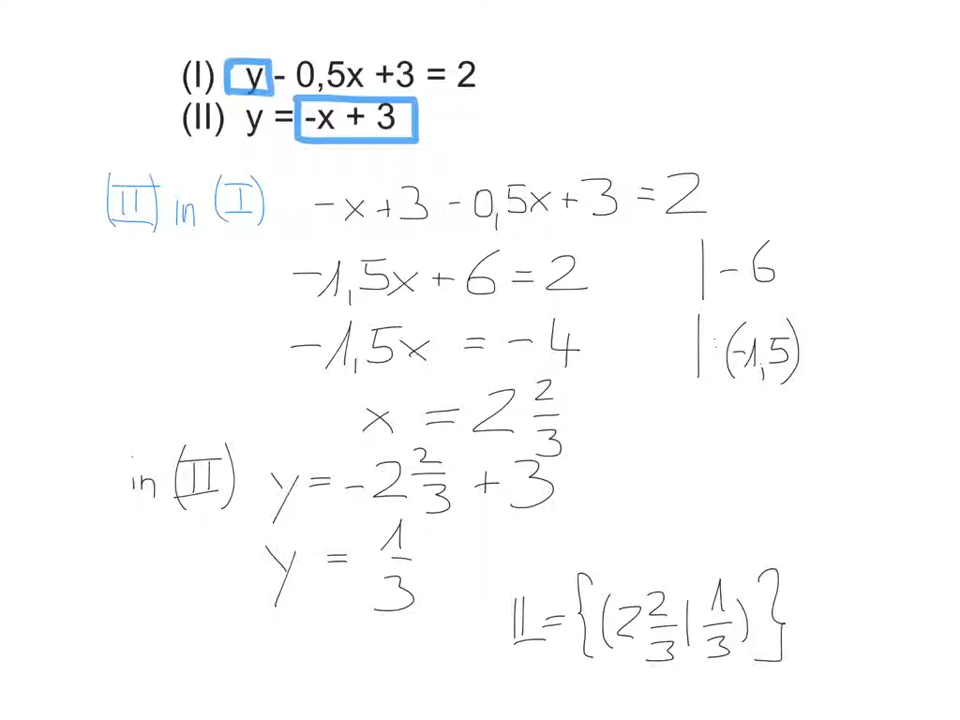 (I) y - 0,5x +3 = 2
(II) y = -x + 3
(II) in (I) -x+3 -0,5x+3 = 2
-1,5x + 6 = 2 | -6
-1,5x = -4 | :(-1,5)
x = 2 2/3
in (II) y = -2 2/3 + 3
y = 1/3
𝕃 = {(2 2/3 | 1/3)}